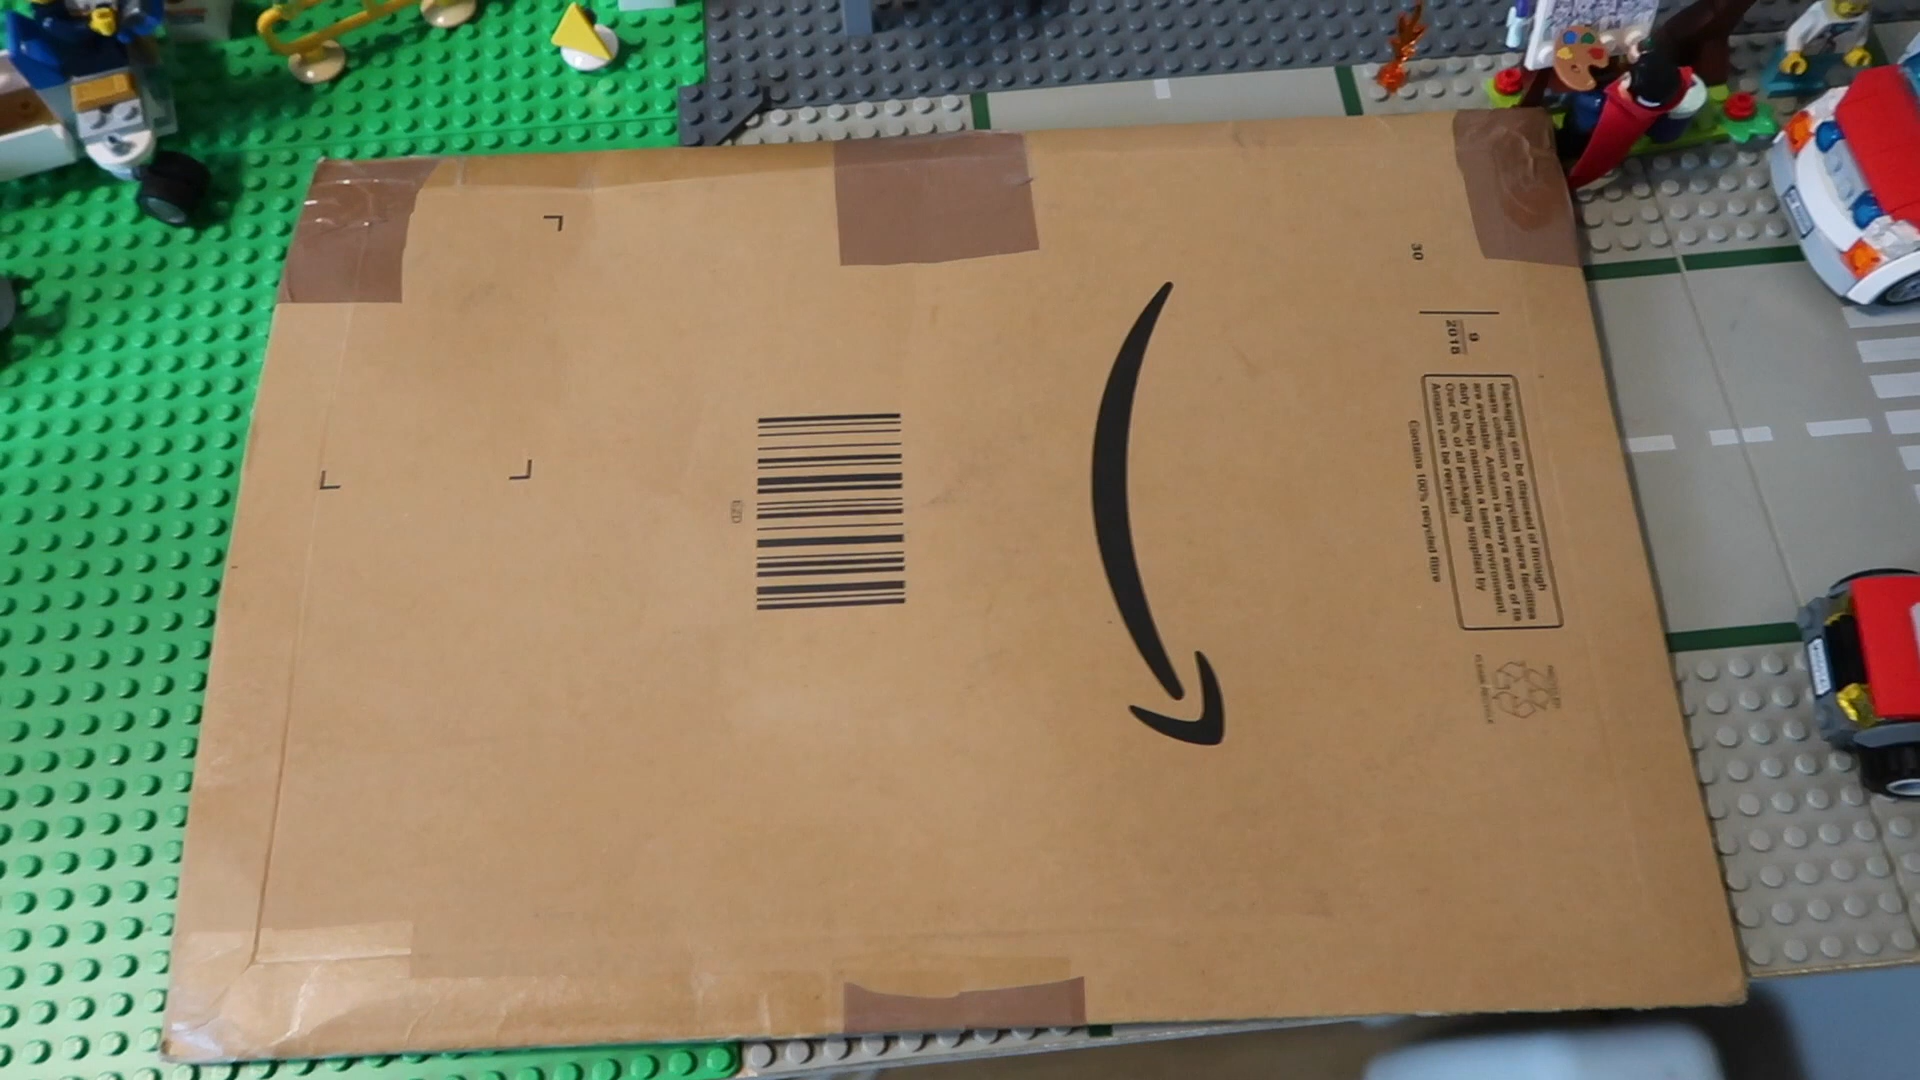 30
9
2018
Packaging can be disposed of through
waste collection or recycled where facilities
are available. Amazon is always aware of its
duty to help maintain a better environment.
Over 90% of all packaging supplied by
Amazon can be recycled
Contains 100% recycled fibre
EZD